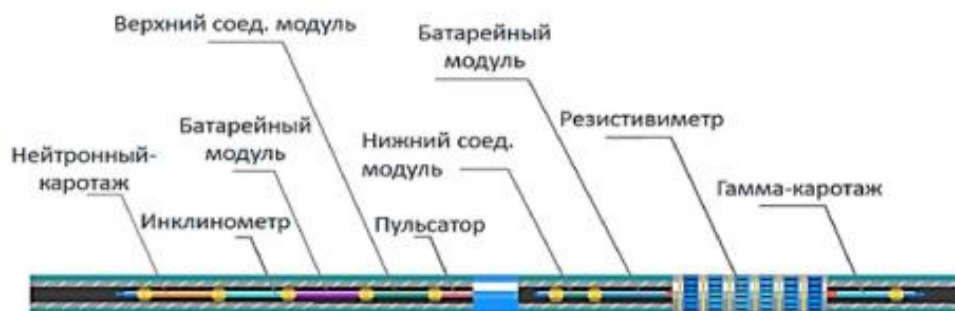 Верхний соед. модуль
Батарейный
модуль
Батарейный
модуль
Резистивиметр
Нейтронный-
каротаж
Нижний соед.
модуль
Гамма-каротаж
Инклинометр
Пульсатор